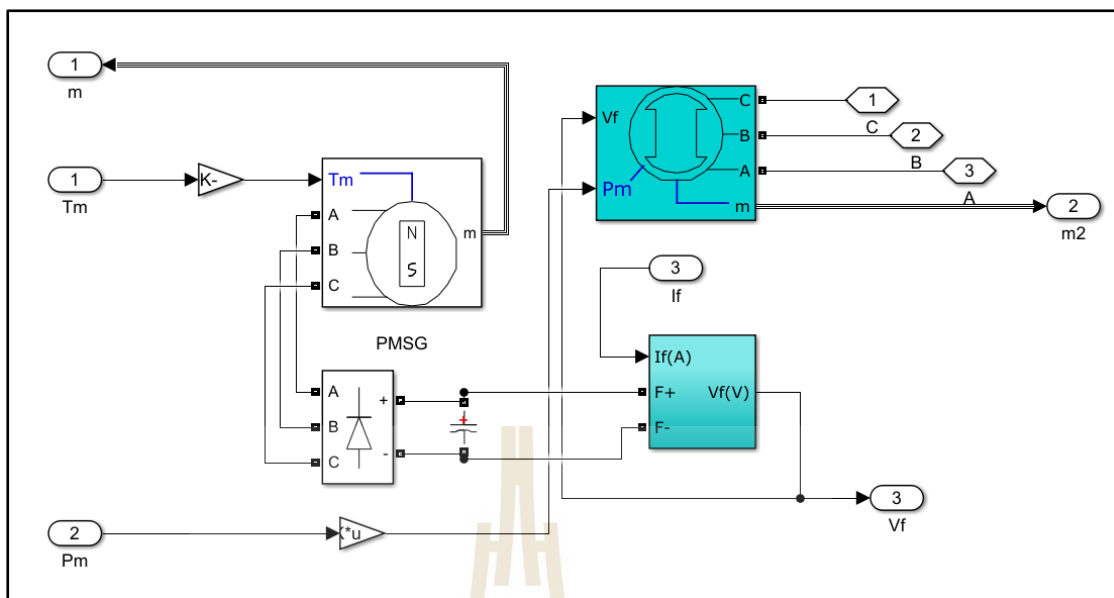 1
m
1
Tm
K-
Tm
A
B
C
N
S
m
PMSG
Vf
Pm
C
B
A
m
1
C
2
B
3
A
2
m2
3
If
If(A)
F+
F-
Vf(V)
A
B
C
+
-
+
3
Vf
2
Pm
K*u